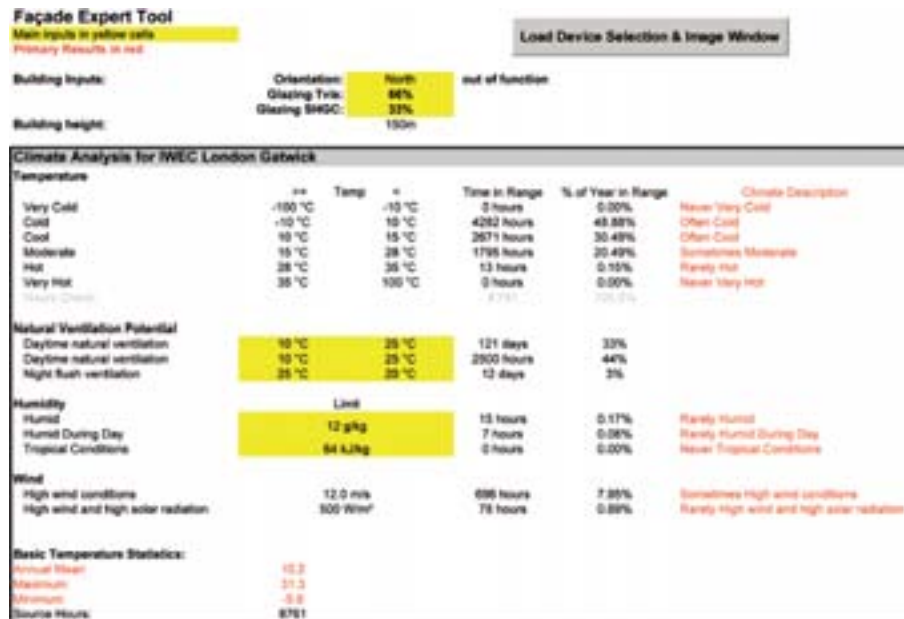 Façade Expert Tool
Main inputs in yellow cells
Primary Results in red
Load Device Selection & Image Window
Building Inputs: Orientation: North out of function
Glazing Tvis: 66%
Glazing SHGC: 33%
Building height: 150m
Climate Analysis for IWEC London Gatwick
Temperature
>= Temp < Time in Range % of Year in Range Climate Description
Very Cold -100 °C -10 °C 0 hours 0.00% Never Very Cold
Cold -10 °C 10 °C 4282 hours 48.88% Often Cold
Cool 10 °C 15 °C 2671 hours 30.49% Often Cool
Moderate 15 °C 28 °C 1795 hours 20.49% Sometimes Moderate
Hot 28 °C 35 °C 13 hours 0.15% Rarely Hot
Very Hot 35 °C 100 °C 0 hours 0.00% Never Very Hot
Hours Check 8761 100.0%
Natural Ventilation Potential
Daytime natural ventilation 10 °C 25 °C 121 days 33%
Daytime natural ventilation 10 °C 25 °C 2500 hours 44%
Night flush ventilation 25 °C 20 °C 12 days 3%
Humidity Limit
Humid 12 g/kg 15 hours 0.17% Rarely Humid
Humid During Day 7 hours 0.08% Rarely Humid During Day
Tropical Conditions 64 kJ/kg 0 hours 0.00% Never Tropical Conditions
Wind
High wind conditions 12.0 m/s 696 hours 7.95% Sometimes High wind conditions
High wind and high solar radiation 500 W/m² 78 hours 0.89% Rarely High wind and high solar radiation
Basic Temperature Statistics:
Annual Mean 10.2
Maximum 31.3
Minimum
Source Hours: 8761